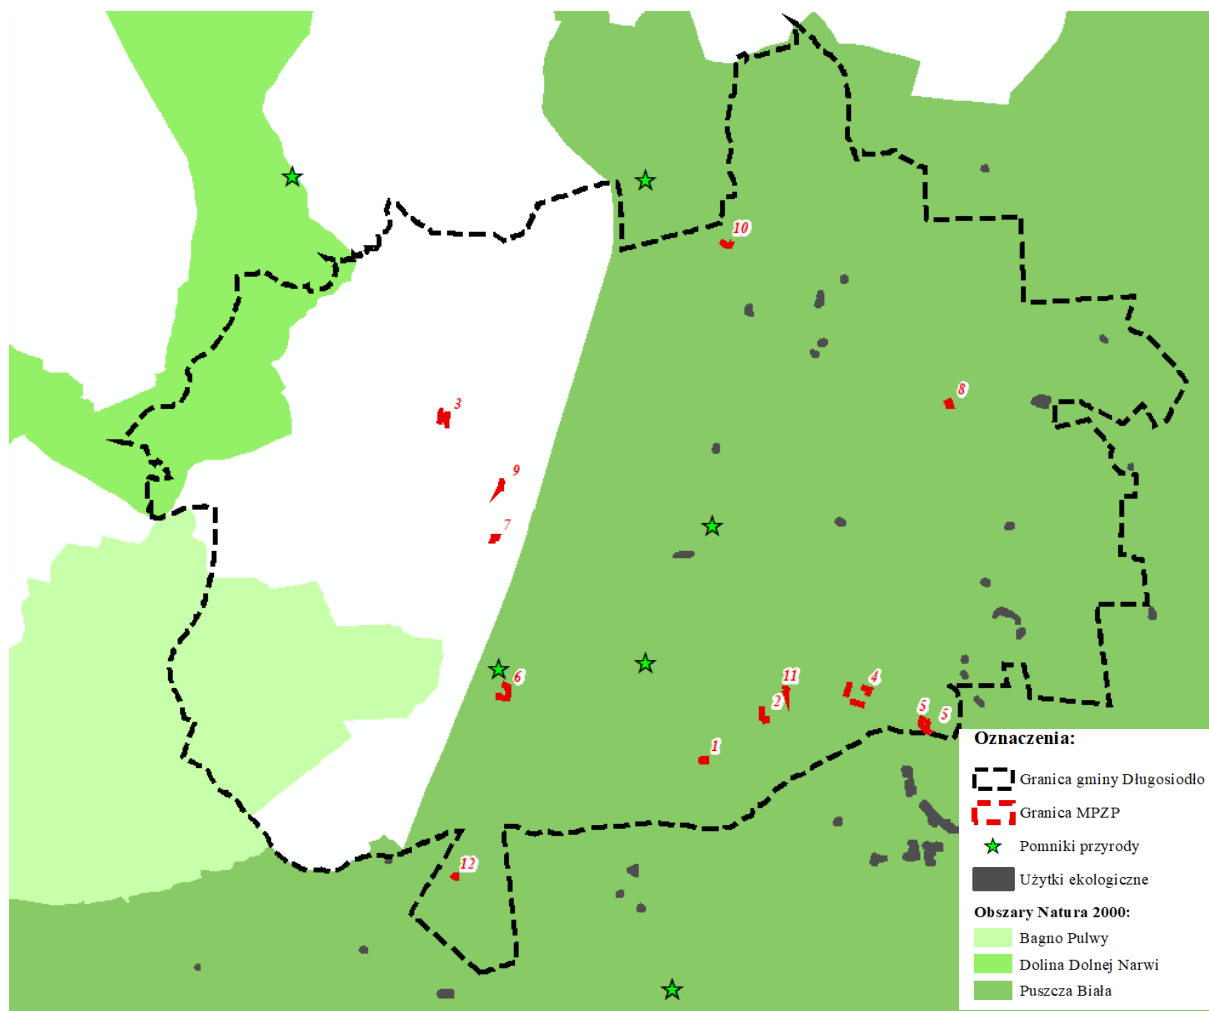 10
8
3
9
7
6
11
4
2
5
5
1
12
Oznaczenia:
Granica gminy Długosiodło
Granica MPZP
Pomniki przyrody
Użytki ekologiczne
Obszary Natura 2000:
Bagno Pulwy
Dolina Dolnej Narwi
Puszcza Biała